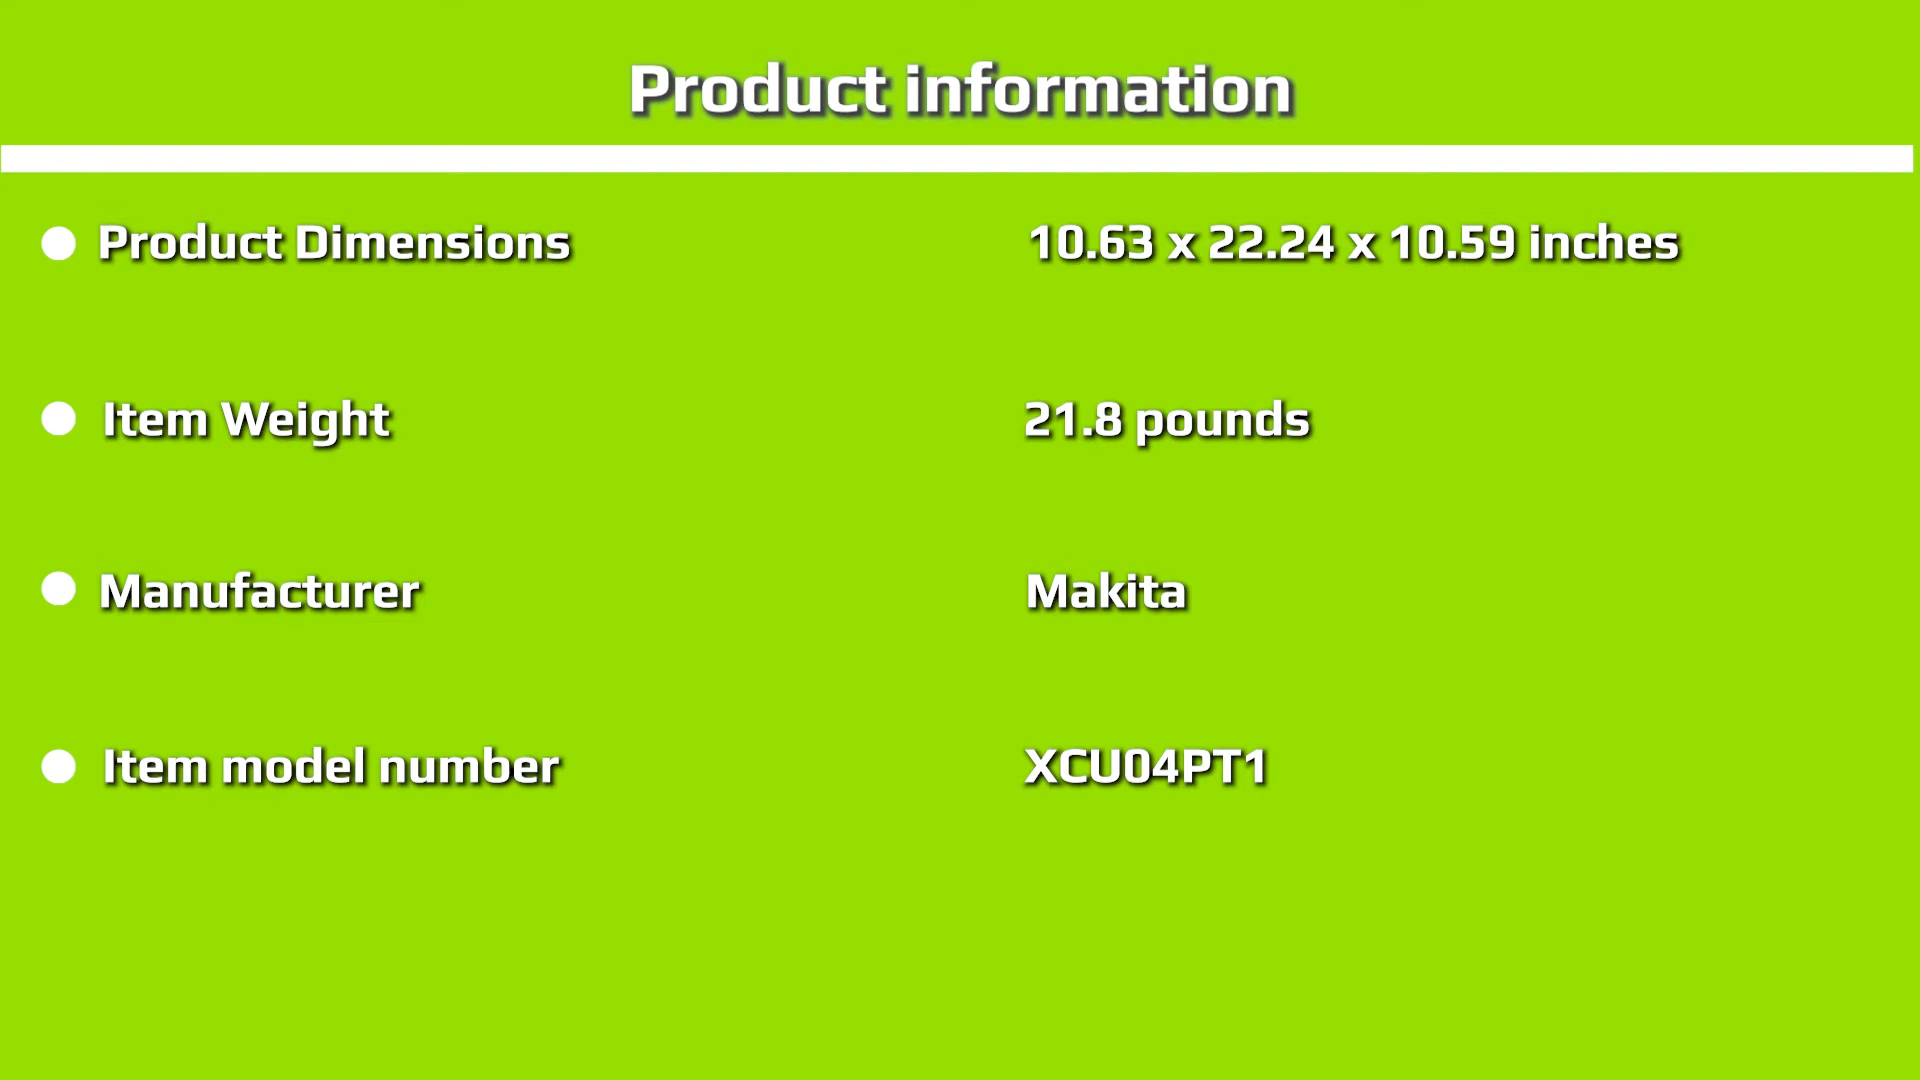 Product information
Product Dimensions 10.63 x 22.24 x 10.59 inches
Item Weight 21.8 pounds
Manufacturer Makita
Item model number XCU04PT1